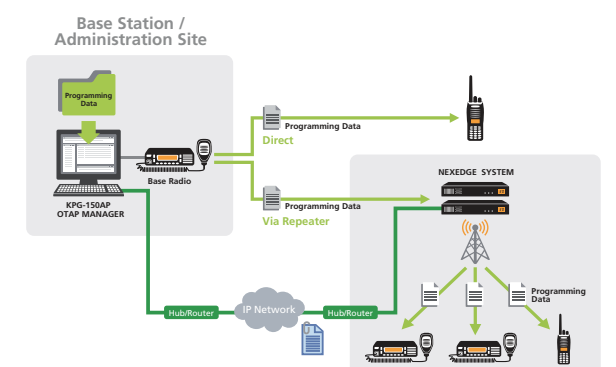 Base Station /
Administration Site
Programming
Data
KPG-150AP
OTAP MANAGER
Base Radio
Programming Data
Direct
Programming Data
Via Repeater
NEXEDGE SYSTEM
Programming
Data
Hub/Router
IP Network
Hub/Router